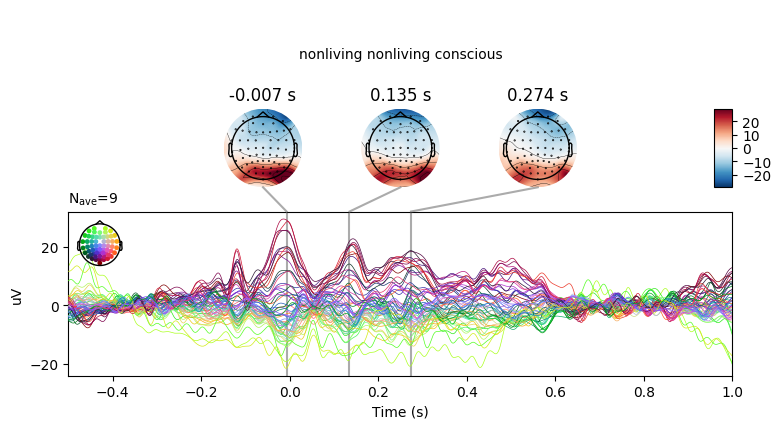 nonliving nonliving conscious
-0.007 s 0.135 s 0.274 s
20
10
0
−10
−20
Nave=9
20
0
−20
uV
−0.4 −0.2 0.0 0.2 0.4 0.6 0.8 1.0
Time (s)